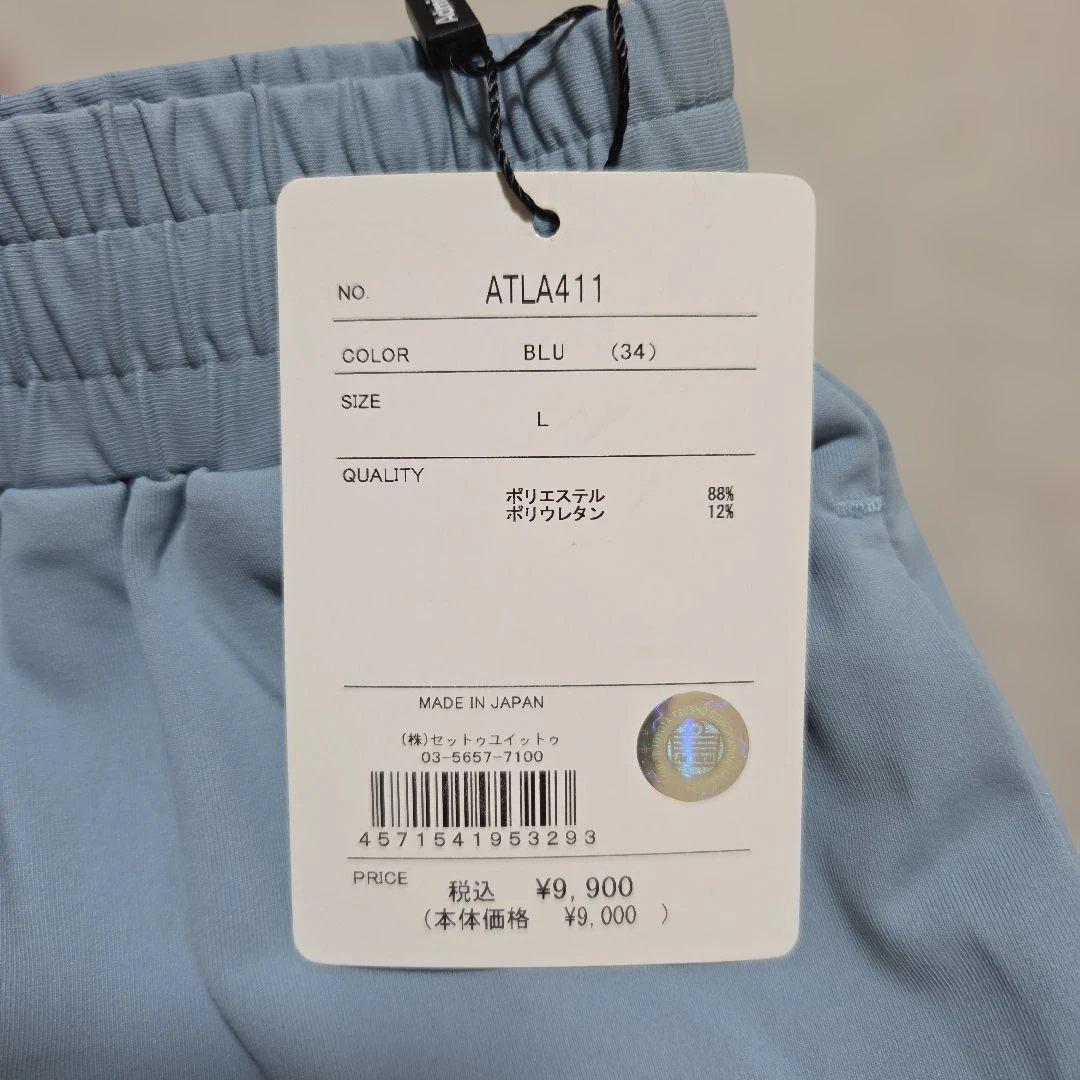 NO. ATLA411
COLOR BLU (34)
SIZE L
QUALITY
ポリエステル 88%
ポリウレタン 12%
MADE IN JAPAN
(株)セットゥユイットゥ
03-5657-7100
4571541953293
PRICE 税込 ¥9,900
(本体価格 ¥9,000 )